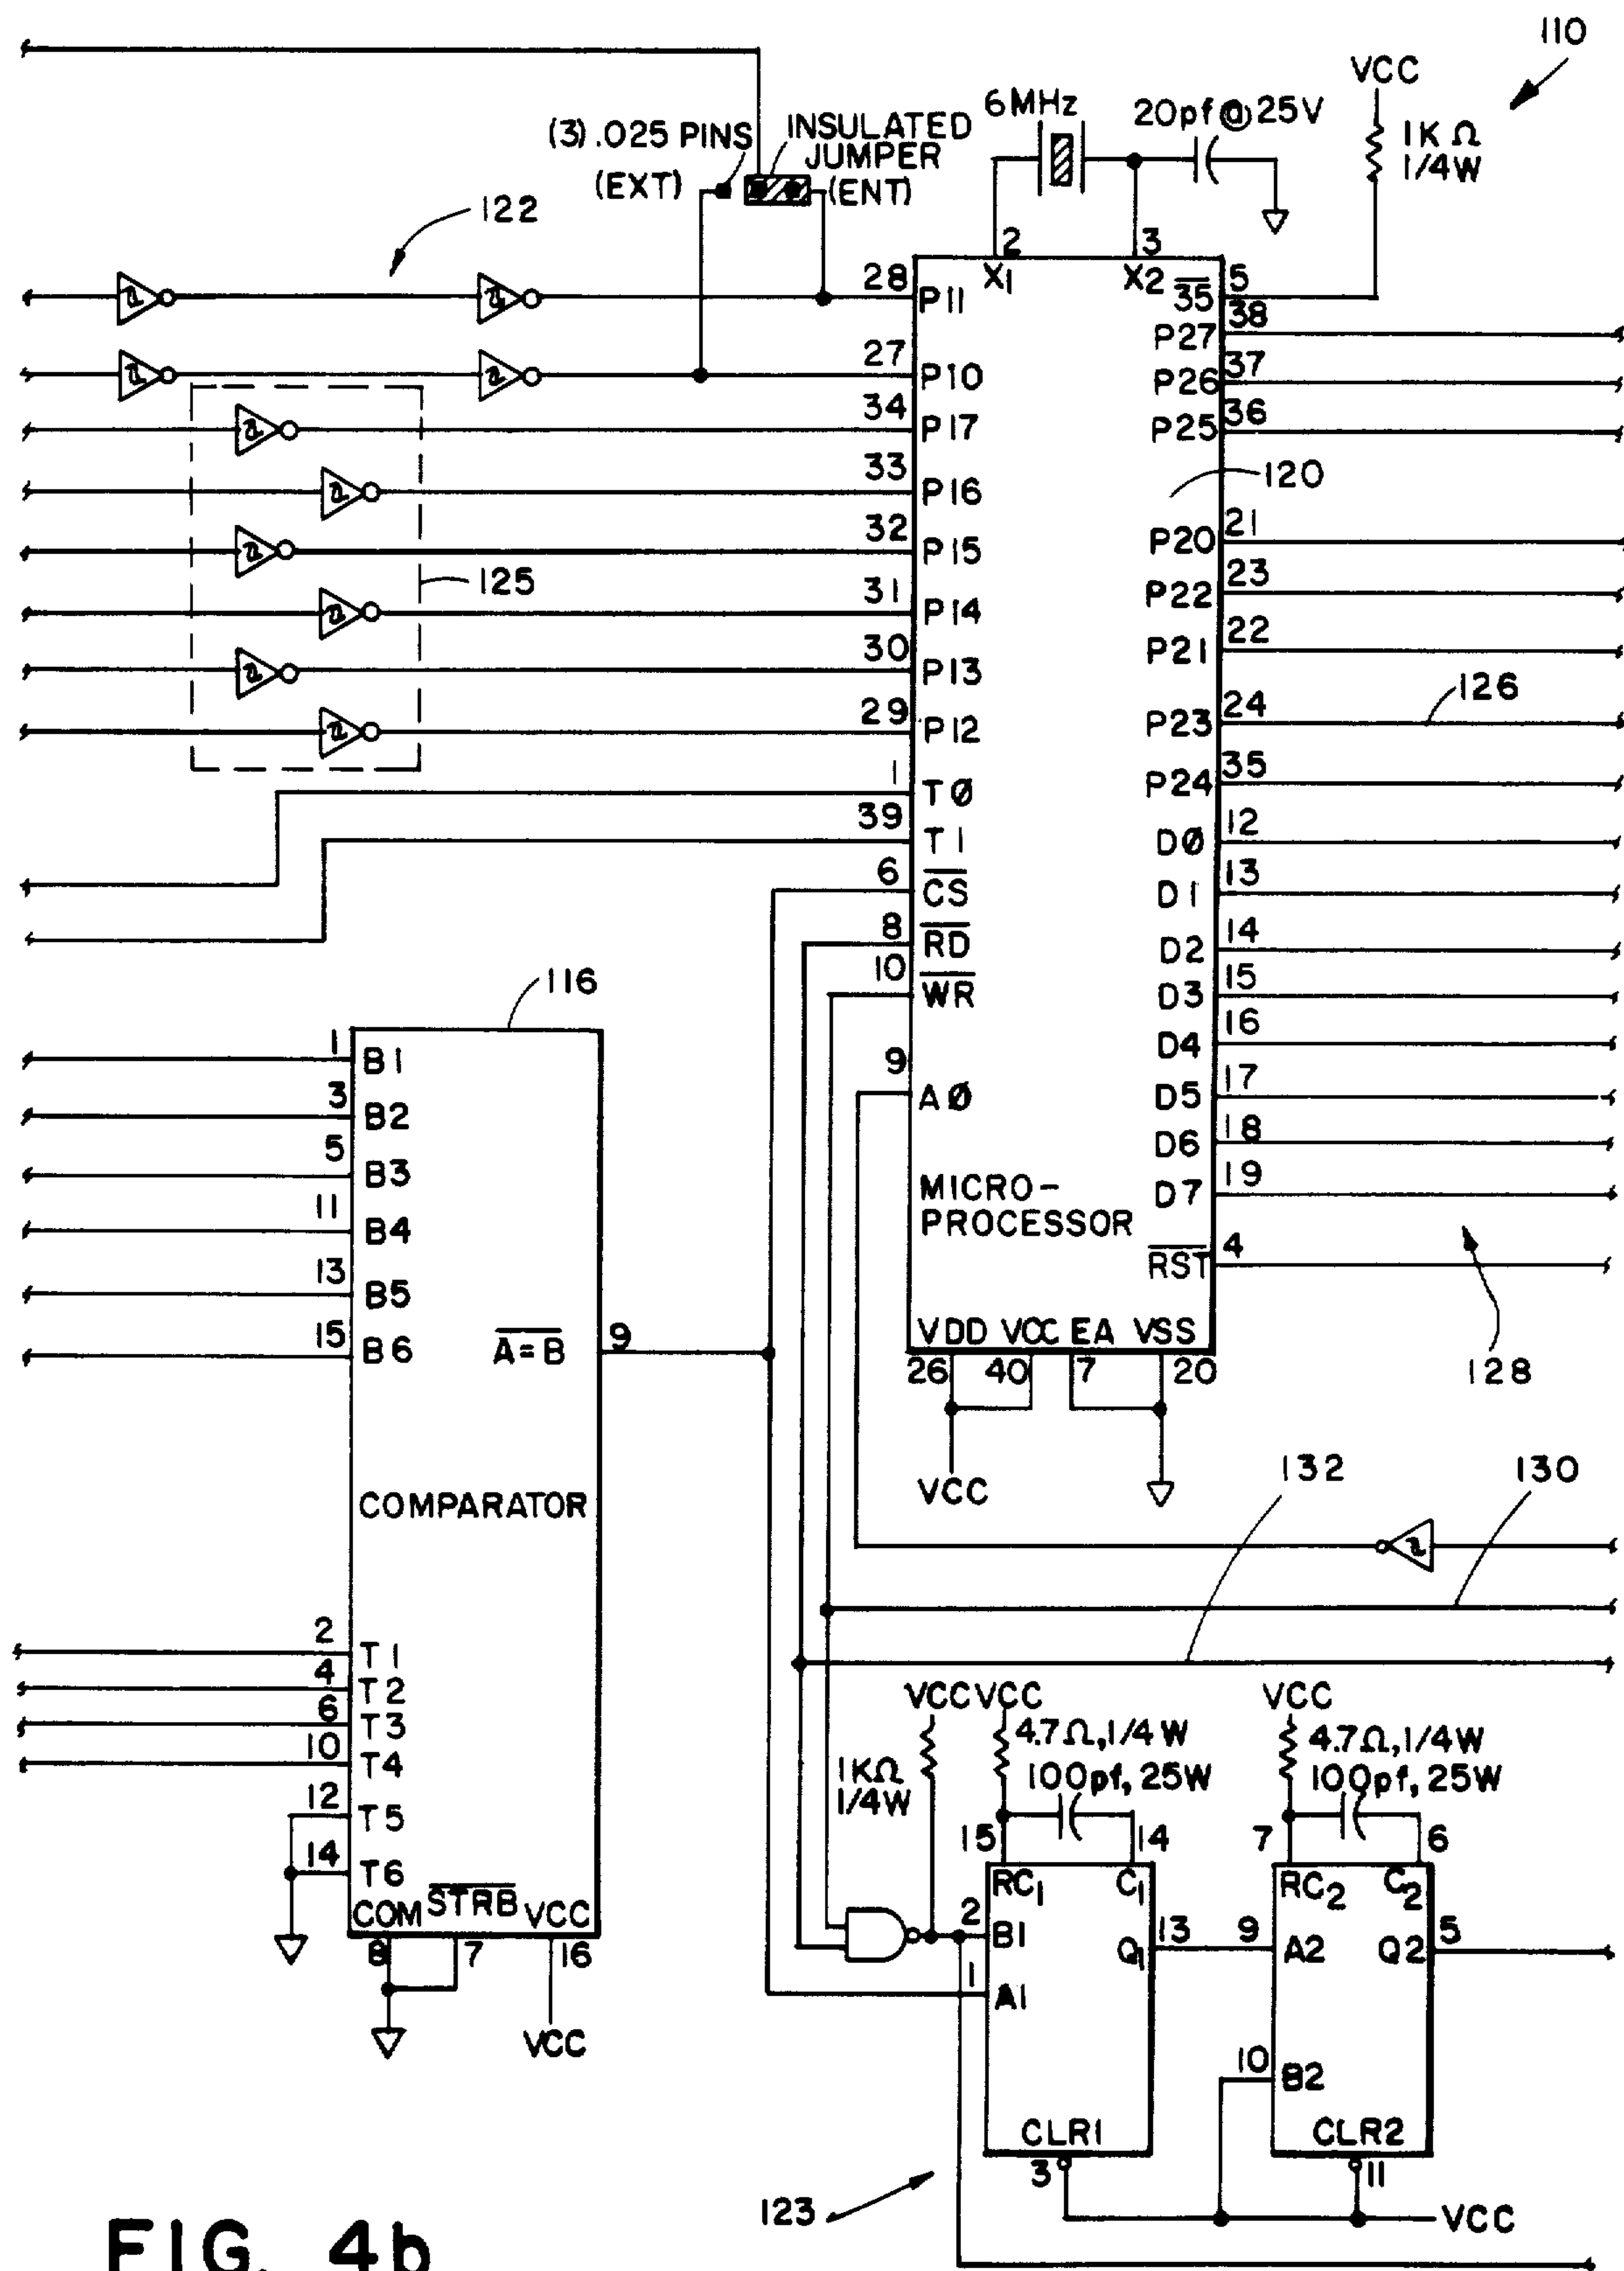 110
VCC
6MHz
20pf@25V
1KΩ
1/4W
(3).025 PINS
(EXT)
INSULATED
JUMPER
(ENT)
122
2
3
X1
X2
28
P11
27
P10
34
P17
33
P16
32
P15
31
P14
30
P13
29
P12
125
1
TØ
39
T1
6
CS
8
RD
10
WR
9
AØ
5
35
38
P27
37
P26
36
P25
120
21
P20
23
P22
22
P21
24
P23
126
35
P24
12
DØ
13
D1
14
D2
15
D3
16
D4
17
D5
18
D6
19
D7
4
RST
128
MICRO-
PROCESSOR
VDD VCC EA VSS
26 40 7 20
VCC
116
1
B1
3
B2
5
B3
11
B4
13
B5
15
B6
A=B
9
COMPARATOR
2
T1
4
T2
6
T3
10
T4
12
T5
14
T6
COM STRB VCC
8 7 16
VCC
132
130
VCC VCC
VCC
1KΩ
1/4W
4.7Ω,1/4W
100pf,25W
4.7Ω,1/4W
100pf,25W
15 14
RC1 C1
2
B1
1
A1
Q1
13
CLR1
3
7 6
RC2 C2
9
A2
Q2
5
10
B2
CLR2
11
VCC
123
FIG. 4b